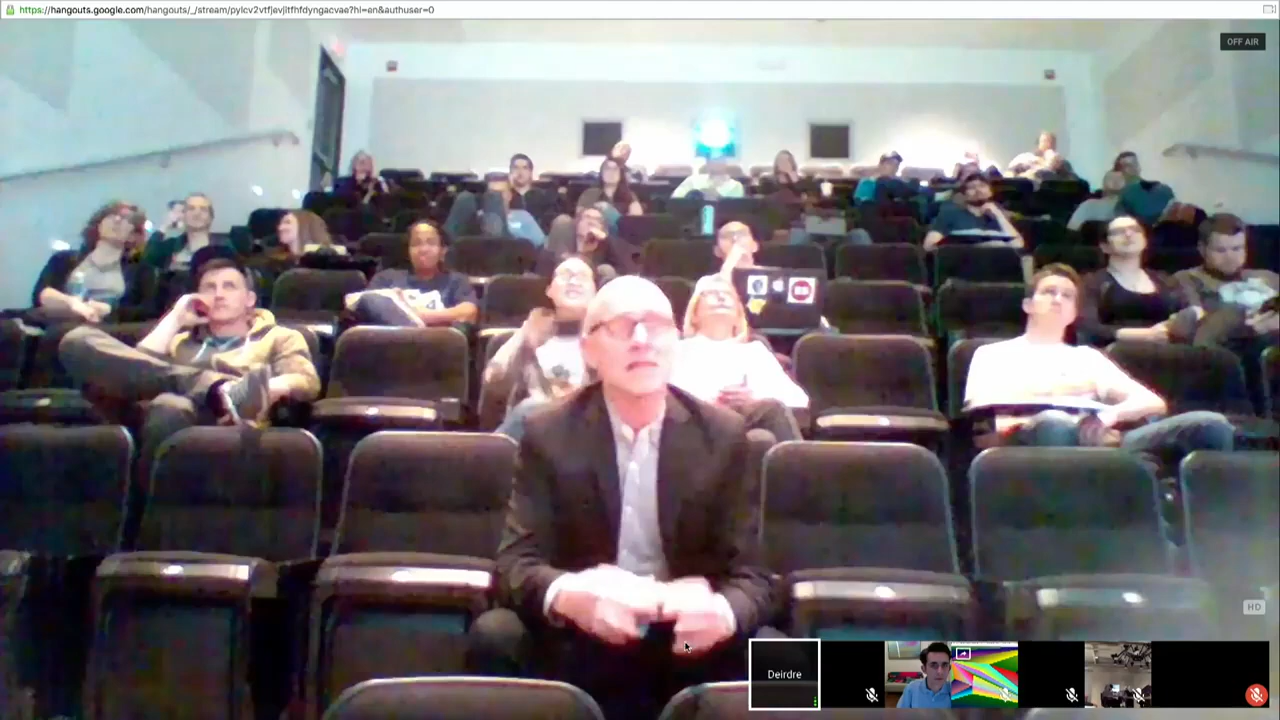 https://hangouts.google.com/hangouts/_/stream/pylcv2vtfjevjltfhfdyngacvae?hl=en&authuser=0
OFF AIR
HD
Deirdre